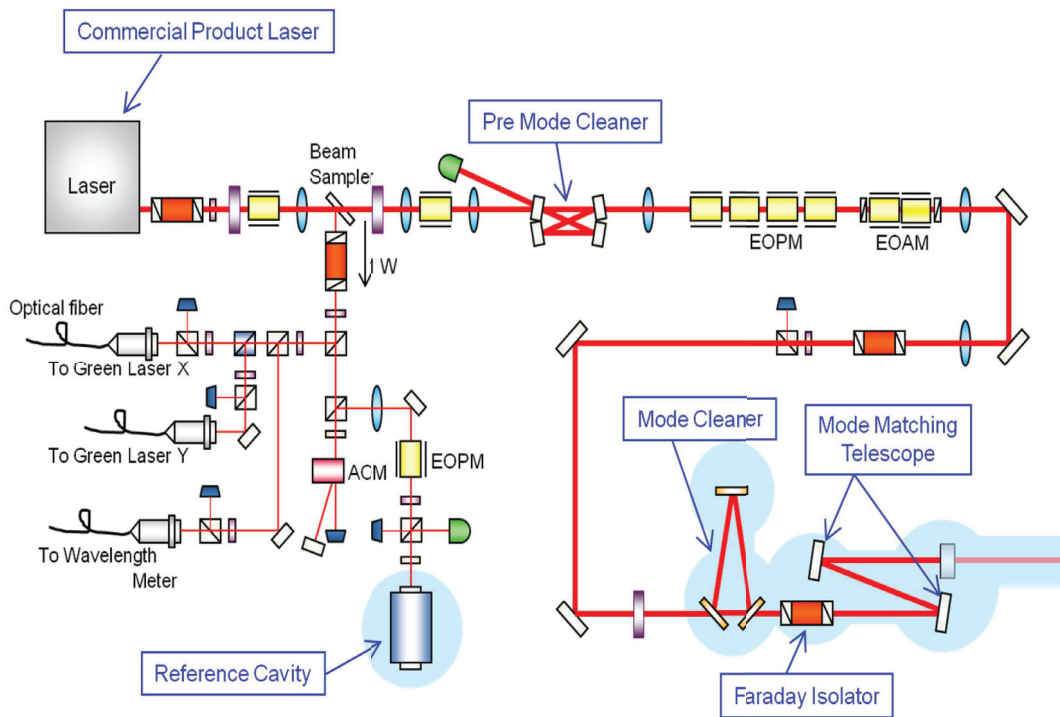 Commercial Product Laser
Pre Mode Cleaner
Laser
Beam
Sampler
1 W
EOPM
EOAM
Optical fiber
To Green Laser X
To Green Laser Y
ACM
EOPM
To Wavelength
Meter
Mode Cleaner
Mode Matching
Telescope
Reference Cavity
Faraday Isolator